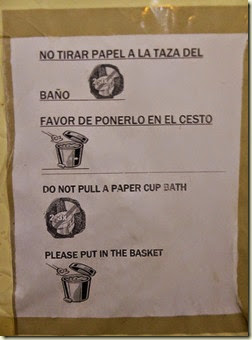 NO TIRAR PAPEL A LA TAZA DEL
BAÑO
FAVOR DE PONERLO EN EL CESTO
DO NOT PULL A PAPER CUP BATH
PLEASE PUT IN THE BASKET